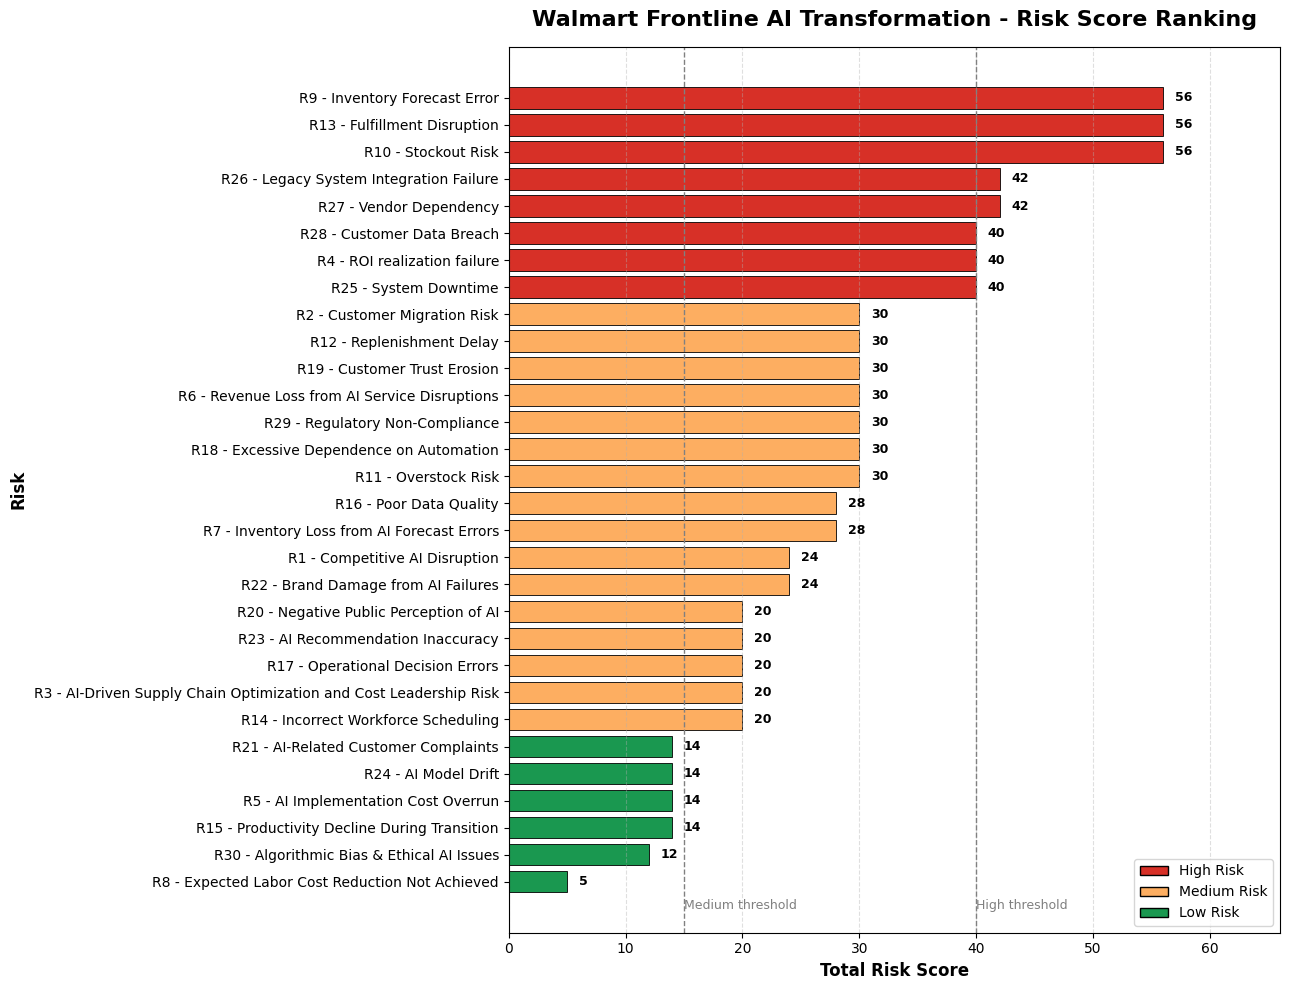 Walmart Frontline AI Transformation - Risk Score Ranking
R9 - Inventory Forecast Error 56
R13 - Fulfillment Disruption 56
R10 - Stockout Risk 56
R26 - Legacy System Integration Failure 42
R27 - Vendor Dependency 42
R28 - Customer Data Breach 40
R4 - ROI realization failure 40
R25 - System Downtime 40
R2 - Customer Migration Risk 30
R12 - Replenishment Delay 30
R19 - Customer Trust Erosion 30
R6 - Revenue Loss from AI Service Disruptions 30
R29 - Regulatory Non-Compliance 30
R18 - Excessive Dependence on Automation 30
R11 - Overstock Risk 30
R16 - Poor Data Quality 28
R7 - Inventory Loss from AI Forecast Errors 28
R1 - Competitive AI Disruption 24
R22 - Brand Damage from AI Failures 24
R20 - Negative Public Perception of AI 20
R23 - AI Recommendation Inaccuracy 20
R17 - Operational Decision Errors 20
R3 - AI-Driven Supply Chain Optimization and Cost Leadership Risk 20
R14 - Incorrect Workforce Scheduling 20
R21 - AI-Related Customer Complaints 14
R24 - AI Model Drift 14
R5 - AI Implementation Cost Overrun 14
R15 - Productivity Decline During Transition 14
R30 - Algorithmic Bias & Ethical AI Issues 12
R8 - Expected Labor Cost Reduction Not Achieved 5
Risk
Medium threshold
High threshold
High Risk
Medium Risk
Low Risk
0 10 20 30 40 50 60
Total Risk Score